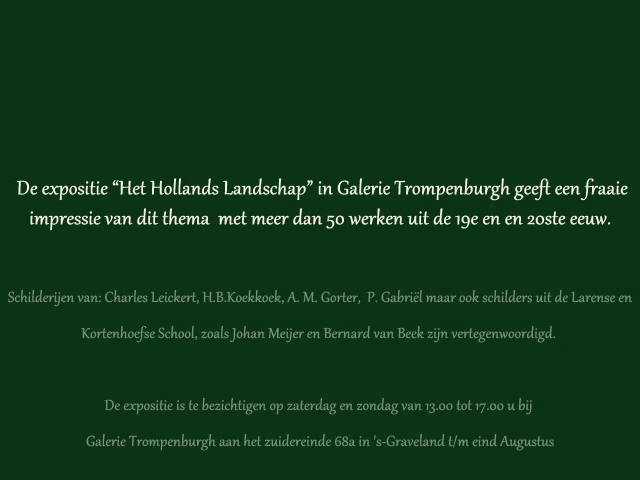 De expositie “Het Hollands Landschap” in Galerie Trompenburgh geeft een fraaie
impressie van dit thema met meer dan 50 werken uit de 19e en en 20ste eeuw.
Schilderijen van: Charles Leickert, H.B.Koekkoek, A. M. Gorter, P. Gabriël maar ook schilders uit de Larense en
Kortenhoefse School, zoals Johan Meijer en Bernard van Beek zijn vertegenwoordigd.
De expositie is te bezichtigen op zaterdag en zondag van 13.00 tot 17.00 u bij
Galerie Trompenburgh aan het zuidereinde 68a in 's-Graveland t/m eind Augustus